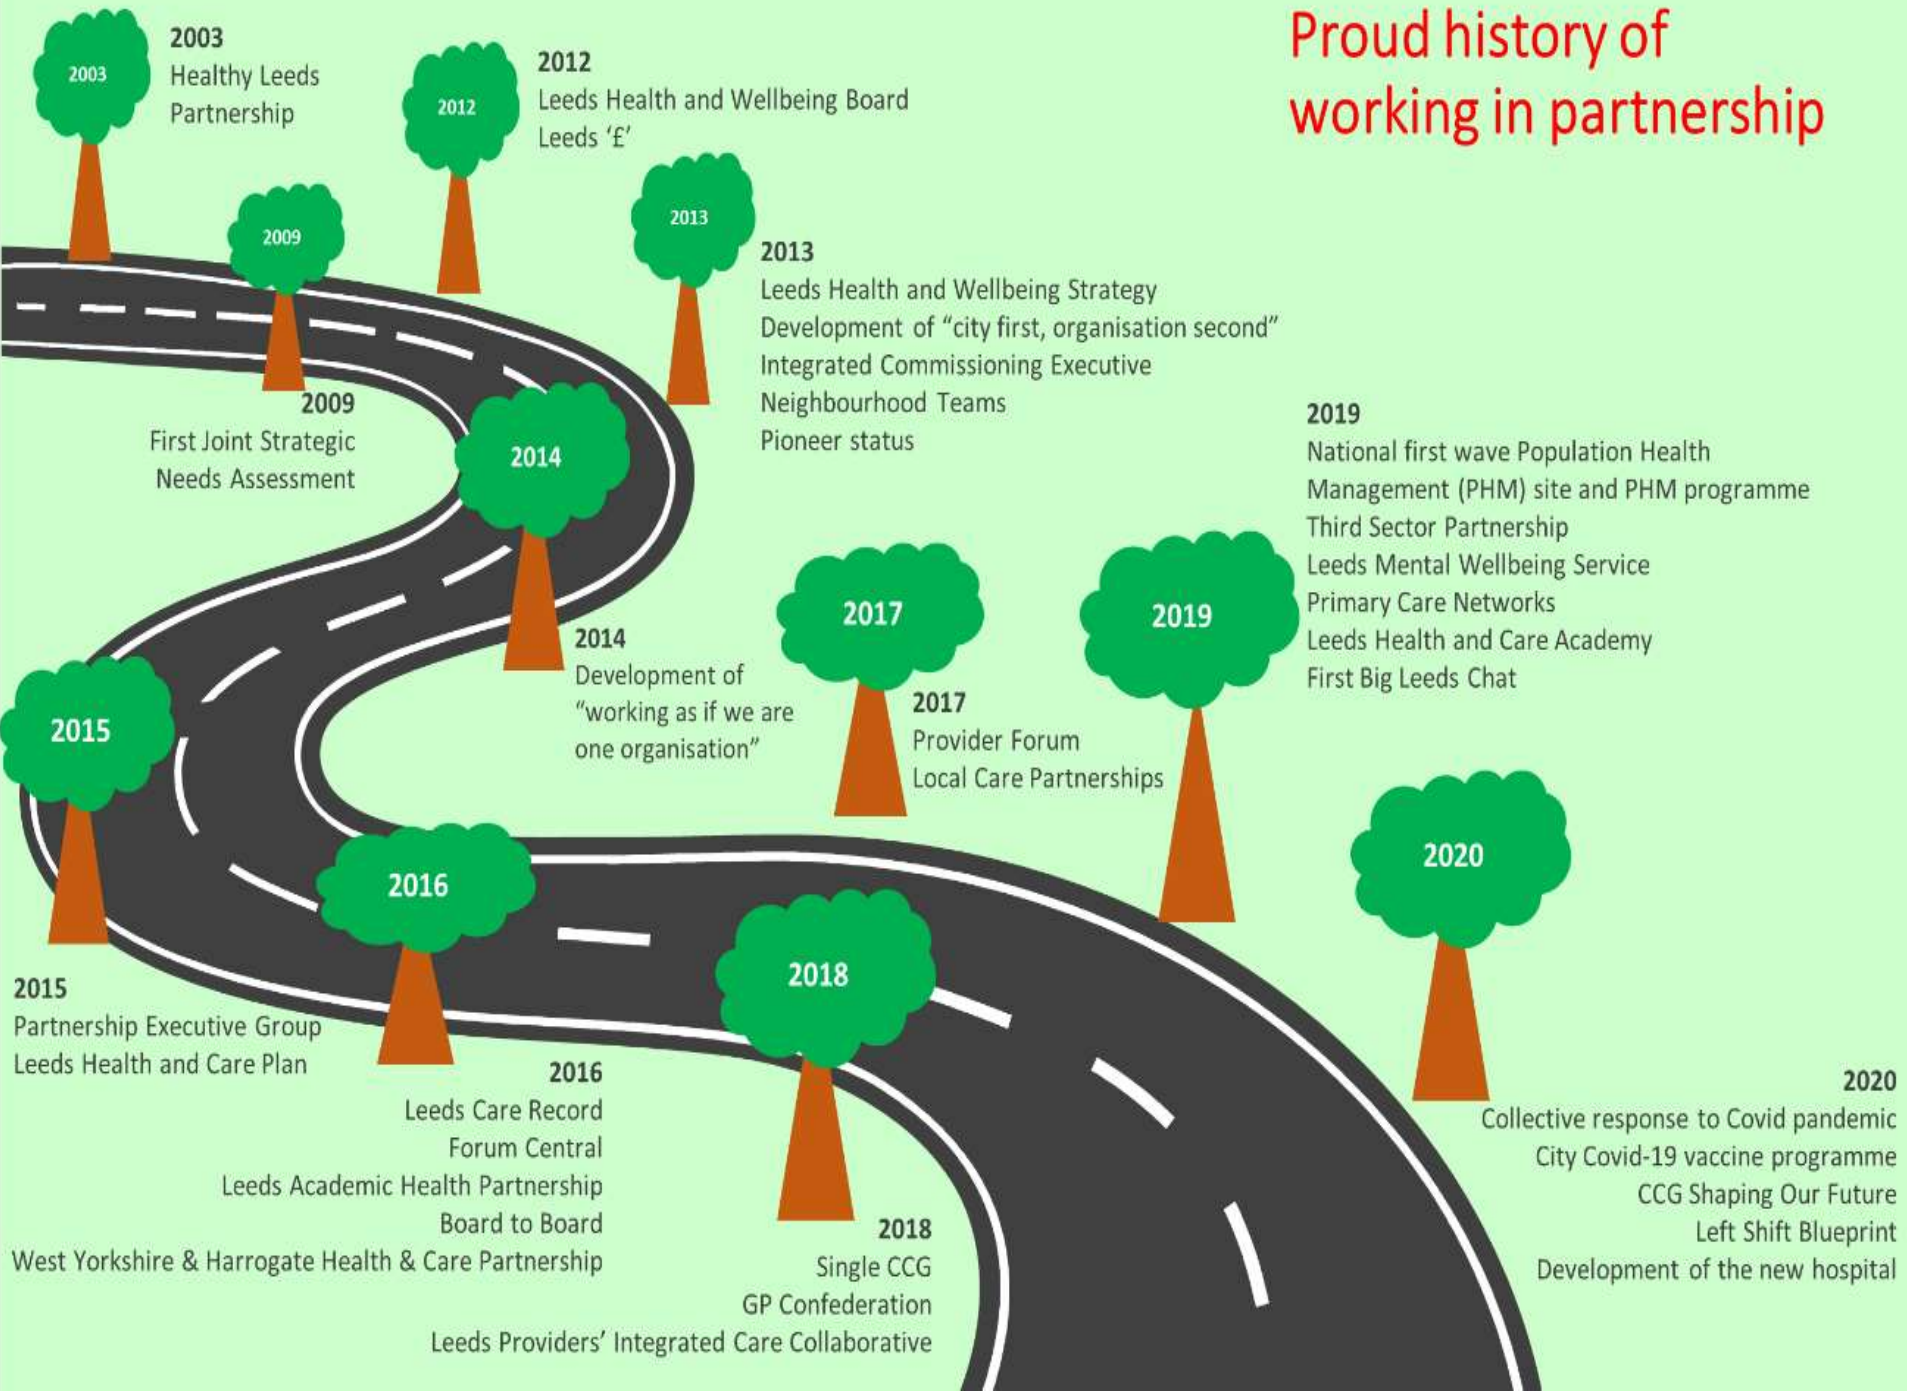 Proud history of
working in partnership
2003
2003
Healthy Leeds
Partnership
2012
2012
Leeds Health and Wellbeing Board
Leeds ‘£’
2009
2009
First Joint Strategic
Needs Assessment
2013
2013
Leeds Health and Wellbeing Strategy
Development of “city first, organisation second”
Integrated Commissioning Executive
Neighbourhood Teams
Pioneer status
2014
2014
Development of
“working as if we are
one organisation”
2015
2015
Partnership Executive Group
Leeds Health and Care Plan
2016
2016
Leeds Care Record
Forum Central
Leeds Academic Health Partnership
Board to Board
West Yorkshire & Harrogate Health & Care Partnership
2017
2017
Provider Forum
Local Care Partnerships
2018
2018
Single CCG
GP Confederation
Leeds Providers’ Integrated Care Collaborative
2019
2019
National first wave Population Health
Management (PHM) site and PHM programme
Third Sector Partnership
Leeds Mental Wellbeing Service
Primary Care Networks
Leeds Health and Care Academy
First Big Leeds Chat
2020
2020
Collective response to Covid pandemic
City Covid-19 vaccine programme
CCG Shaping Our Future
Left Shift Blueprint
Development of the new hospital